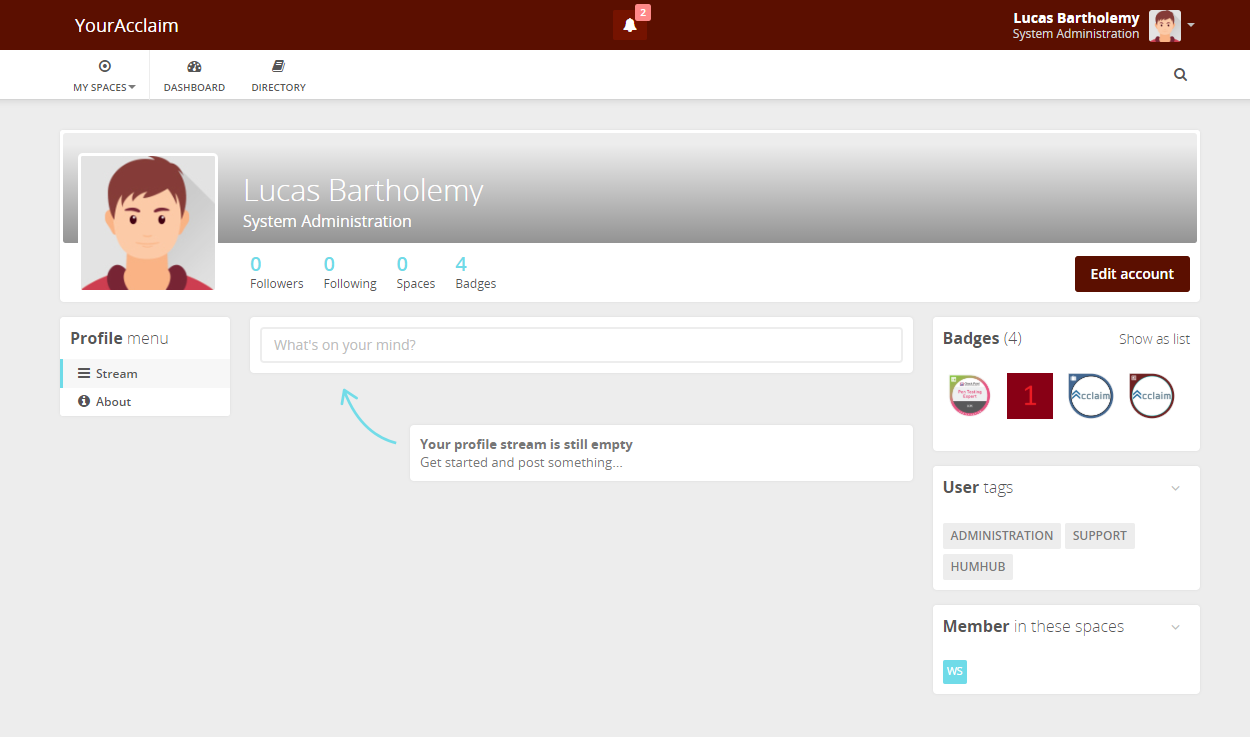 YourAcclaim
2
Lucas Bartholemy
System Administration
MY SPACES
DASHBOARD
DIRECTORY
Lucas Bartholemy
System Administration
0 0 0 4
Followers Following Spaces Badges
Edit account
Profile menu
Stream
About
What's on your mind?
Your profile stream is still empty
Get started and post something...
Badges (4) Show as list
Pen Testing
Expert
1
Acclaim
Acclaim
User tags
ADMINISTRATION SUPPORT
HUMHUB
Member in these spaces
WS